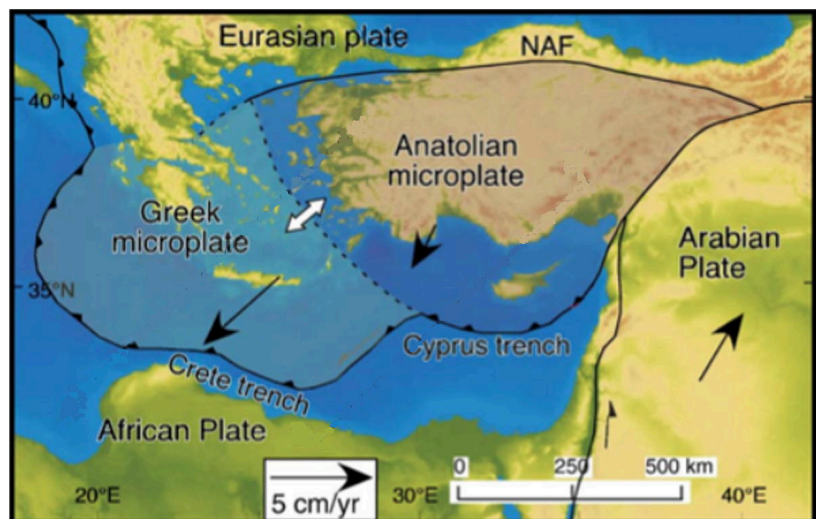 Eurasian plate
NAF
40°N
Anatolian
microplate
Greek
microplate
Arabian
Plate
35°N
Cyprus trench
Crete trench
African Plate
0 250 500 km
5 cm/yr
20°E 30°E 40°E